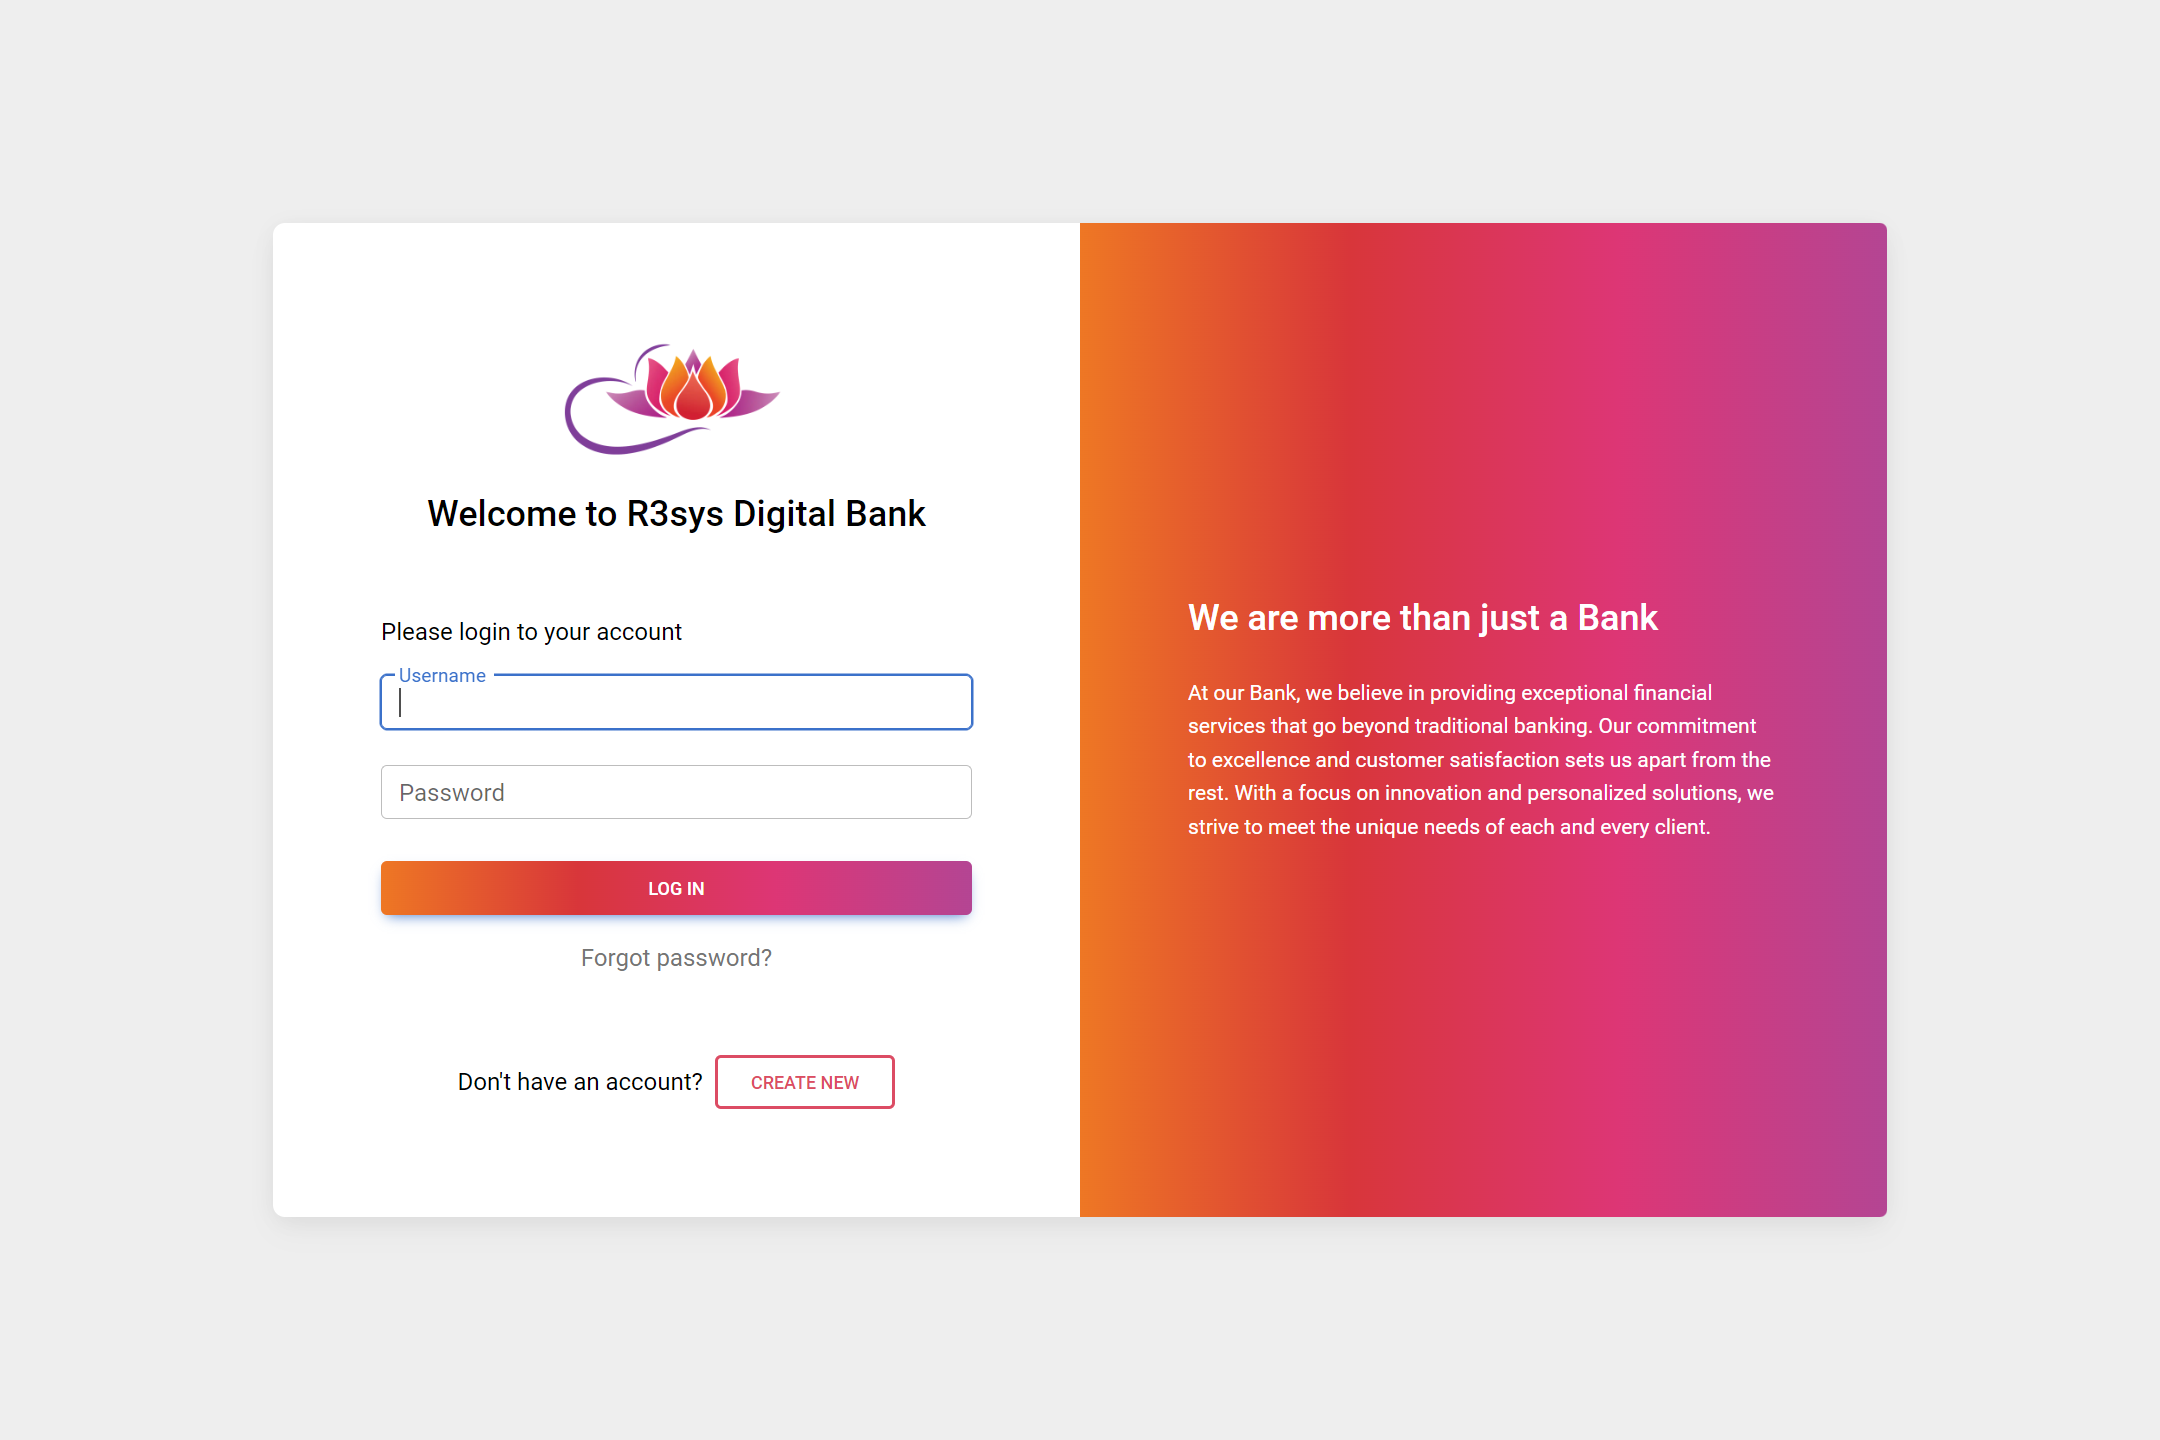 Welcome to R3sys Digital Bank
Please login to your account
Username
Password
LOG IN
Forgot password?
Don't have an account?
CREATE NEW
We are more than just a Bank
At our Bank, we believe in providing exceptional financial
services that go beyond traditional banking. Our commitment
to excellence and customer satisfaction sets us apart from the
rest. With a focus on innovation and personalized solutions, we
strive to meet the unique needs of each and every client.